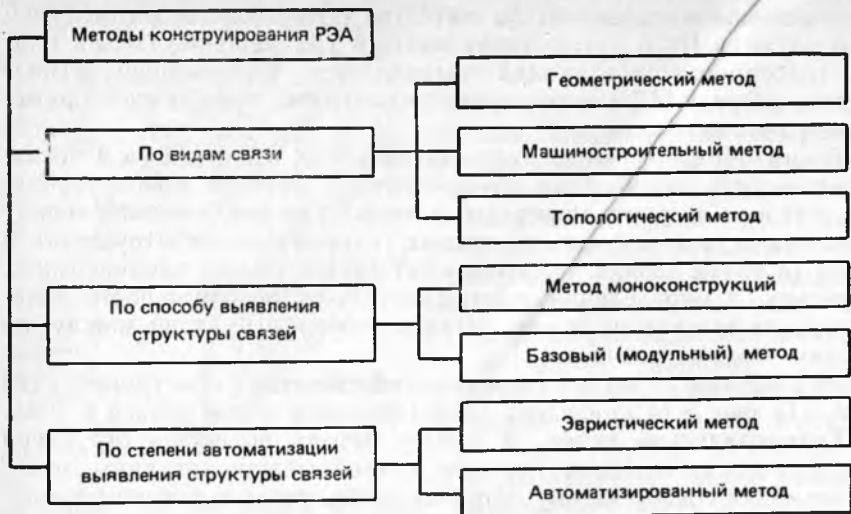 Методы конструирования РЭА
Геометрический метод
По видам связи
Машиностроительный метод
Топологический метод
По способу выявления
структуры связей
Метод моноконструкций
Базовый (модульный) метод
По степени автоматизации
выявления структуры связей
Эвристический метод
Автоматизированный метод